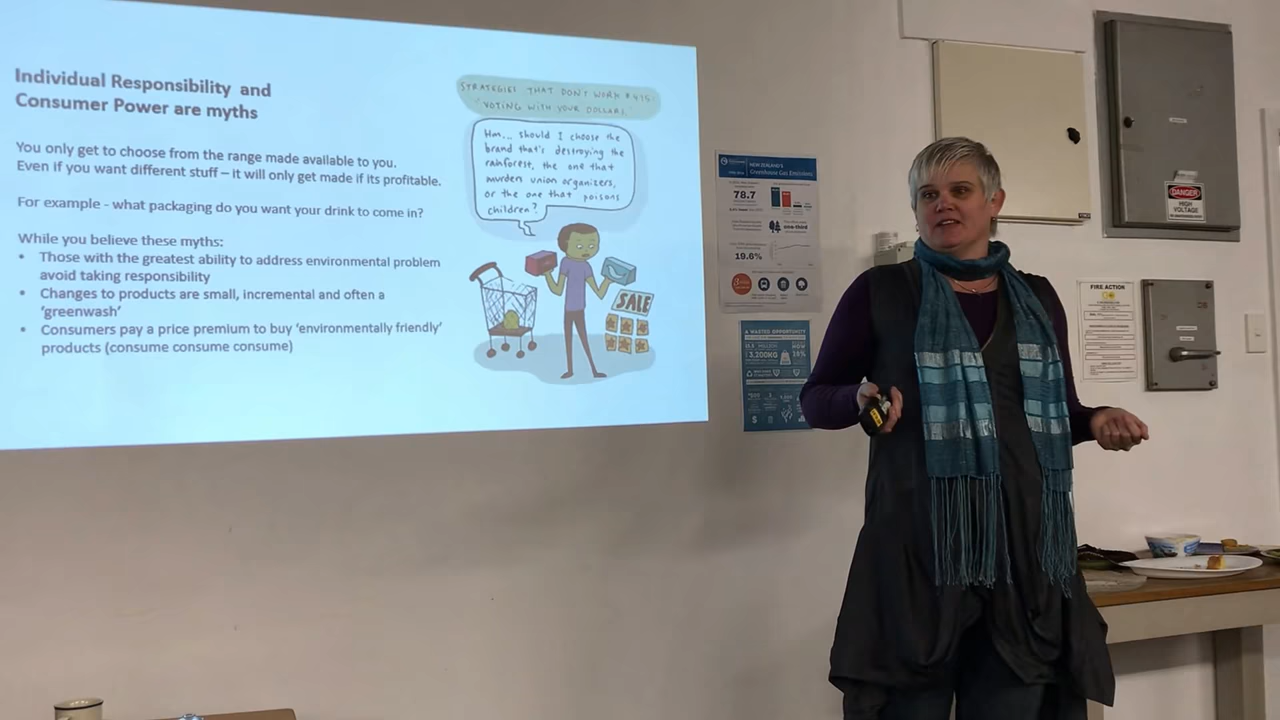 Individual Responsibility and
Consumer Power are myths
You only get to choose from the range made available to you.
Even if you want different stuff – it will only get made if its profitable.
For example - what packaging do you want your drink to come in?
While you believe these myths:
• Those with the greatest ability to address environmental problem
avoid taking responsibility
• Changes to products are small, incremental and often a
'greenwash'
• Consumers pay a price premium to buy 'environmentally friendly'
products (consume consume consume)
STRATEGIES THAT DON'T WORK #415
"VOTING WITH YOUR DOLLARS"
Hm... should I choose the
brand that's destroying the
rainforest, the one that
murders union organizers,
or the one that poisons
children?
SALE
NEW ZEALAND'S
Greenhouse Gas Emissions
78.7
one-third
19.6%
A WASTED OPPORTUNITY
3,200KG
DANGER
HIGH
VOLTAGE
FIRE ACTION